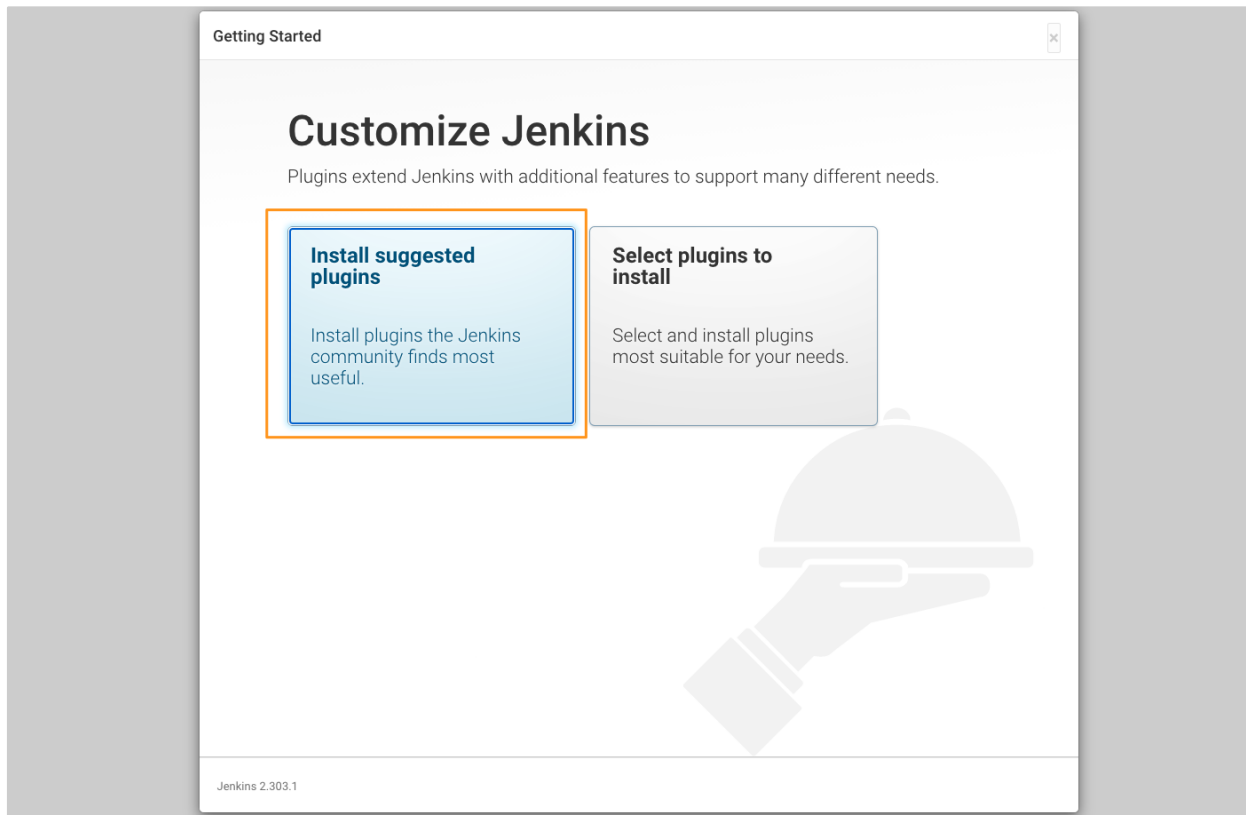 Getting Started
×
Customize Jenkins
Plugins extend Jenkins with additional features to support many different needs.
Install suggested
plugins
Install plugins the Jenkins
community finds most
useful.
Select plugins to
install
Select and install plugins
most suitable for your needs.
Jenkins 2.303.1